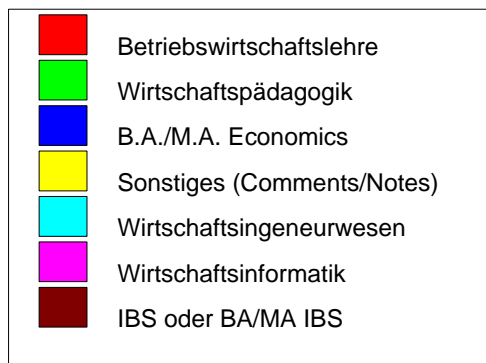 Betriebswirtschaftslehre
Wirtschaftspädagogik
B.A./M.A. Economics
Sonstiges (Comments/Notes)
Wirtschaftsingeneurwesen
Wirtschaftsinformatik
IBS oder BA/MA IBS